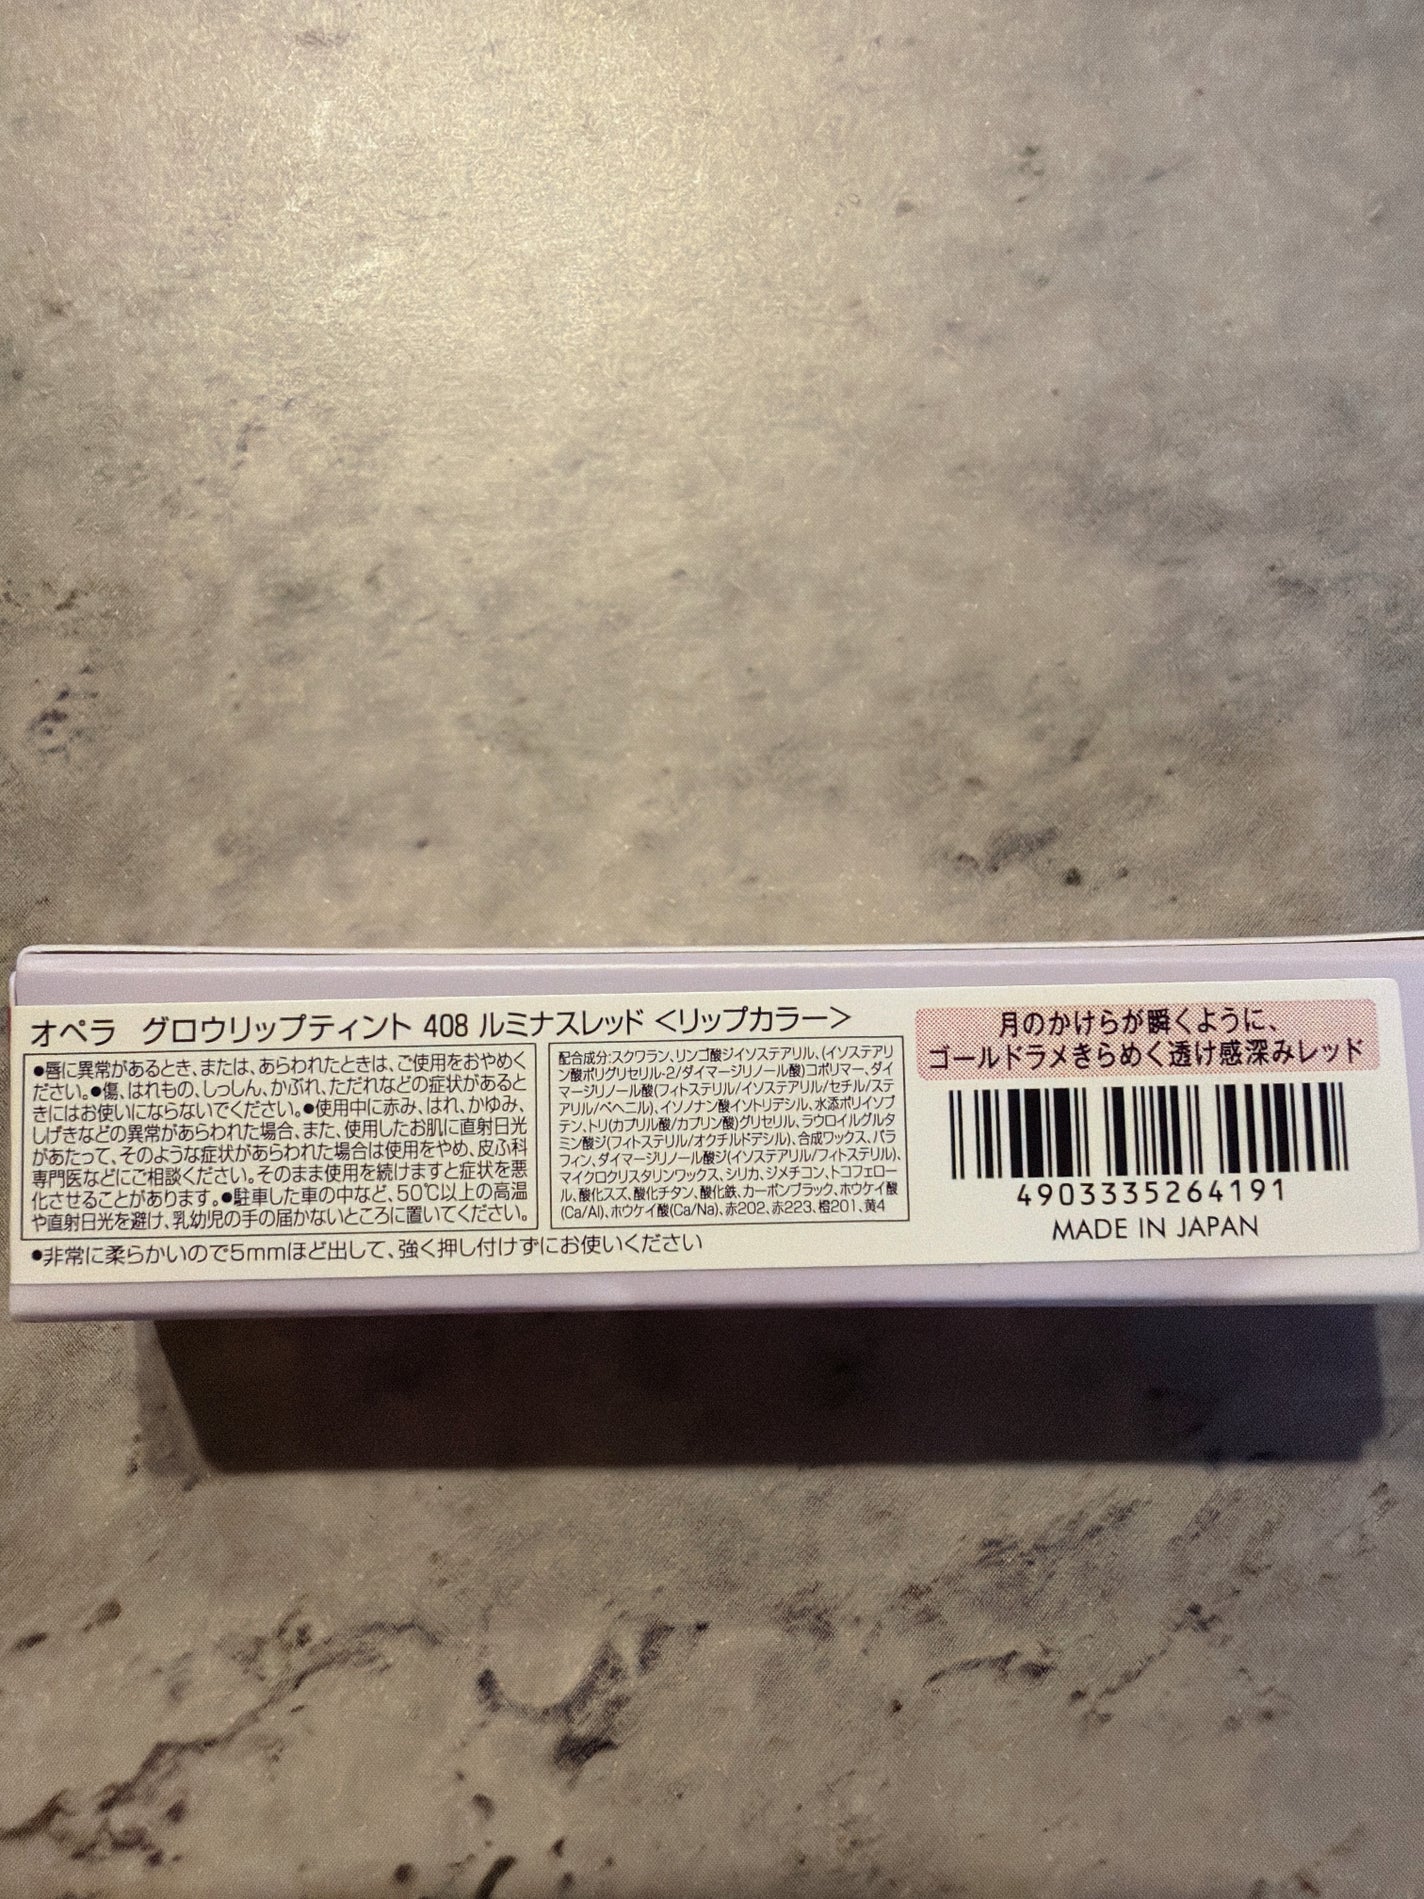 オペラ グロウリップティント 408 ルミナスレッド <リップカラー>
●唇に異常があるとき、または、あらわれたときは、ご使用をおやめく
ださい。●傷、はれもの、しっしん、かぶれ、ただれなどの症状があると
きにはお使いにならないでください。●使用中に赤み、はれ、かゆみ、
しげきなどの異常があらわれた場合、また、使用したお肌に直射日光
があたって、そのような症状があらわれた場合は使用をやめ、皮ふ科
専門医などにご相談ください。そのまま使用を続けますと症状を悪
化させることがあります。●駐車した車の中など、50℃以上の高温
や直射日光を避け、乳幼児の手の届かないところに置いてください。
●非常に柔らかいので5mmほど出して、強く押し付けずにお使いください
配合成分:スクワラン、リンゴ酸ジイソステアリル、(イソステアリ
ン酸ポリグリセリル-2/ダイマージリノール酸)コポリマー、ダイ
マージリノール酸(フィトステリル/イソステアリル/セチル/ステ
アリル/ベヘニル)、イソノナン酸イソトリデシル、水添ポリイソブ
テン、トリ(カプリル酸/カプリン酸)グリセリル、ラウロイルグルタ
ミン酸ジ(フィトステリル/オクチルドデシル)、合成ワックス、パラ
フィン、ダイマージリノール酸ジ(イソステアリル/フィトステリル)、
マイクロクリスタリンワックス、シリカ、ジメチコン、トコフェロー
ル、酸化スズ、酸化チタン、酸化鉄、カーボンブラック、ホウケイ酸
(Ca/Al)、ホウケイ酸(Ca/Na)、赤202、赤223、橙201、黄4
月のかけらが瞬くように、
ゴールドラメきらめく透け感深みレッド
4903335264191
MADE IN JAPAN